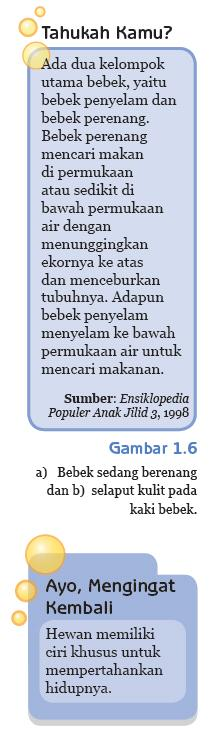 Tahukah Kamu?
Ada dua kelompok
utama bebek, yaitu
bebek penyelam dan
bebek perenang.
Bebek perenang
mencari makan
di permukaan
atau sedikit di
bawah permukaan
air dengan
menunggingkan
ekornya ke atas
dan menceburkan
tubuhnya. Adapun
bebek penyelam
menyelam ke bawah
permukaan air untuk
mencari makanan.
Sumber: Ensiklopedia
Populer Anak Jilid 3, 1998
Gambar 1.6
a) Bebek sedang berenang
dan b) selaput kulit pada
kaki bebek.
Ayo, Mengingat
Kembali
Hewan memiliki
ciri khusus untuk
mempertahankan
hidupnya.